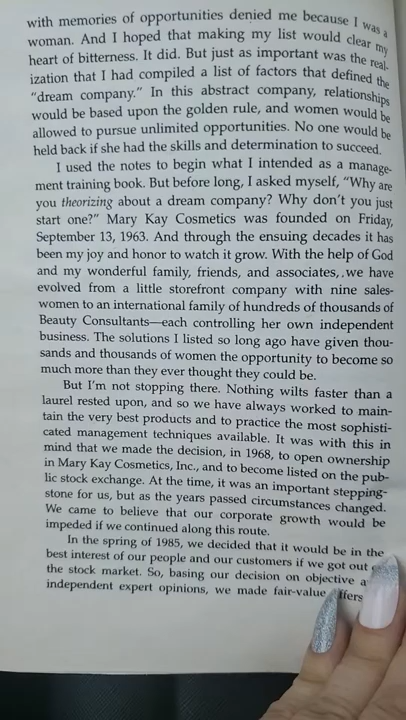 with memories of opportunities denied me because I was a
woman. And I hoped that making my list would clear my
heart of bitterness. It did. But just as important was the real-
ization that I had compiled a list of factors that defined the
"dream company." In this abstract company, relationships
would be based upon the golden rule, and women would be
allowed to pursue unlimited opportunities. No one would be
held back if she had the skills and determination to succeed.
I used the notes to begin what I intended as a manage-
ment training book. But before long, I asked myself, "Why are
you theorizing about a dream company? Why don't you just
start one?" Mary Kay Cosmetics was founded on Friday,
September 13, 1963. And through the ensuing decades it has
been my joy and honor to watch it grow. With the help of God
and my wonderful family, friends, and associates, we have
evolved from a little storefront company with nine sales-
women to an international family of hundreds of thousands of
Beauty Consultants—each controlling her own independent
business. The solutions I listed so long ago have given thou-
sands and thousands of women the opportunity to become so
much more than they ever thought they could be.
But I'm not stopping there. Nothing wilts faster than a
laurel rested upon, and so we have always worked to main-
tain the very best products and to practice the most sophisti-
cated management techniques available. It was with this in
mind that we made the decision, in 1968, to open ownership
in Mary Kay Cosmetics, Inc., and to become listed on the pub-
lic stock exchange. At the time, it was an important stepping-
stone for us, but as the years passed circumstances changed.
We came to believe that our corporate growth would be
impeded if we continued along this route.
In the spring of 1985, we decided that it would be in the
best interest of our people and our customers if we got out
the stock market. So, basing our decision on objective
independent expert opinions, we made fair-value